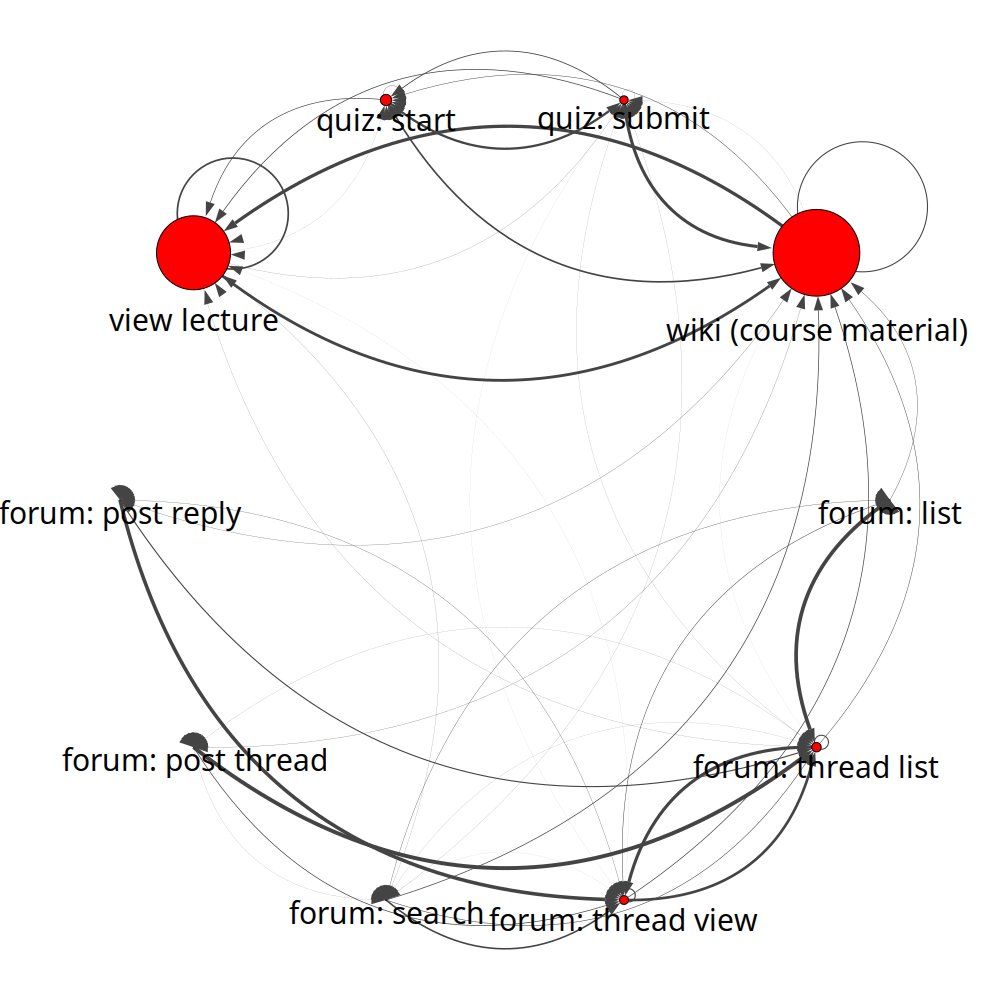 quiz: start
quiz: submit
view lecture
wiki (course material)
forum: post reply
forum: list
forum: post thread
forum: thread list
forum: search
forum: thread view